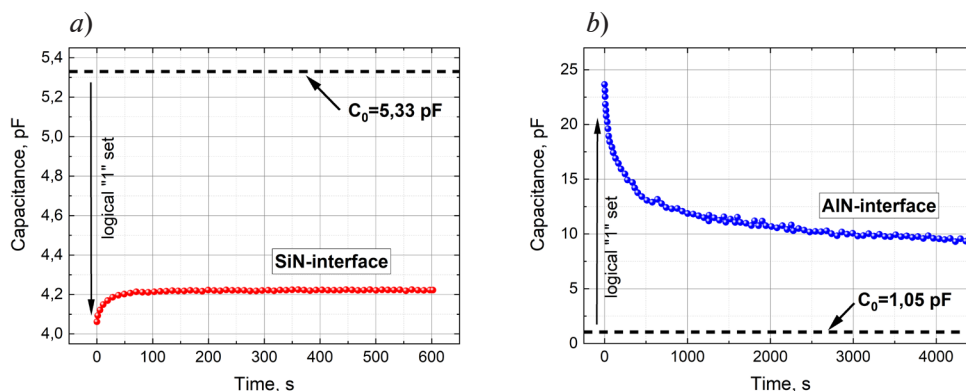 a)
5,4
5,2
5,0
4,8
4,6
4,4
4,2
4,0
Capacitance, pF
C0=5,33 pF
logical "1" set
SiN-interface
0 100 200 300 400 500 600
Time, s
b)
25
20
15
10
5
0
Capacitance, pF
logical "1" set
AlN-interface
C0=1,05 pF
0 1000 2000 3000 4000
Time, s